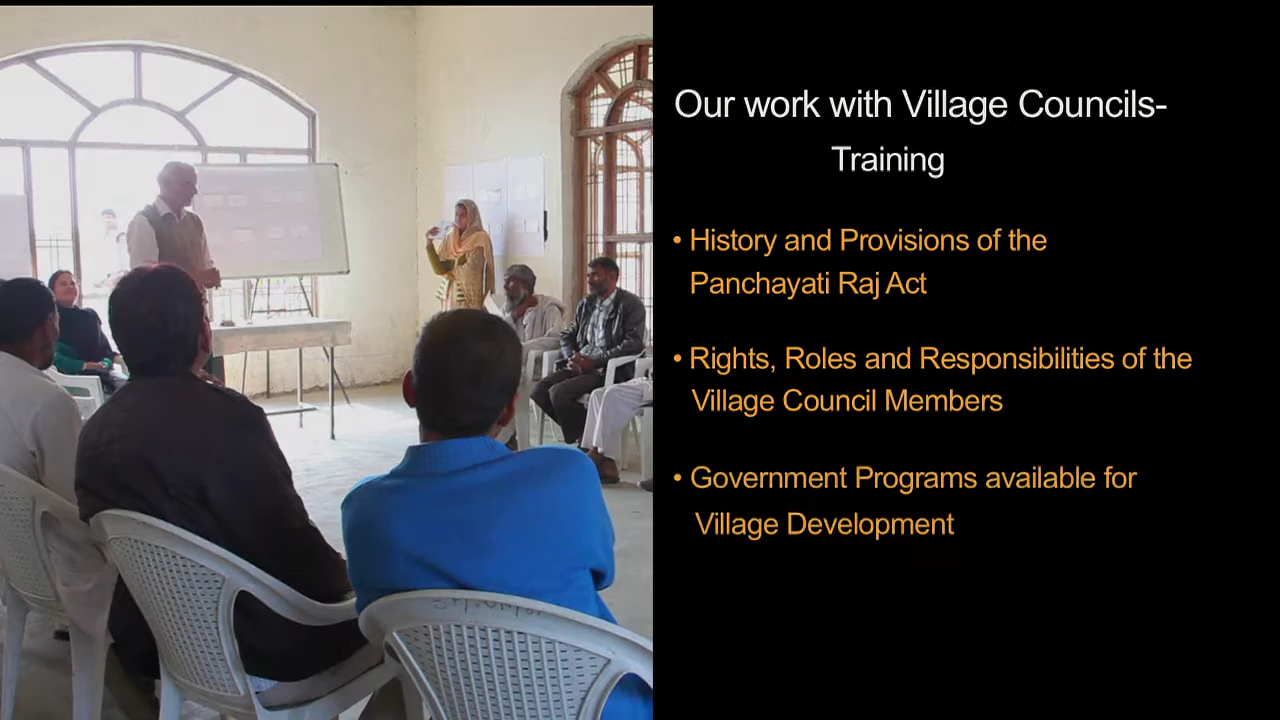 Our work with Village Councils-
Training
• History and Provisions of the
Panchayati Raj Act
• Rights, Roles and Responsibilities of the
Village Council Members
• Government Programs available for
Village Development